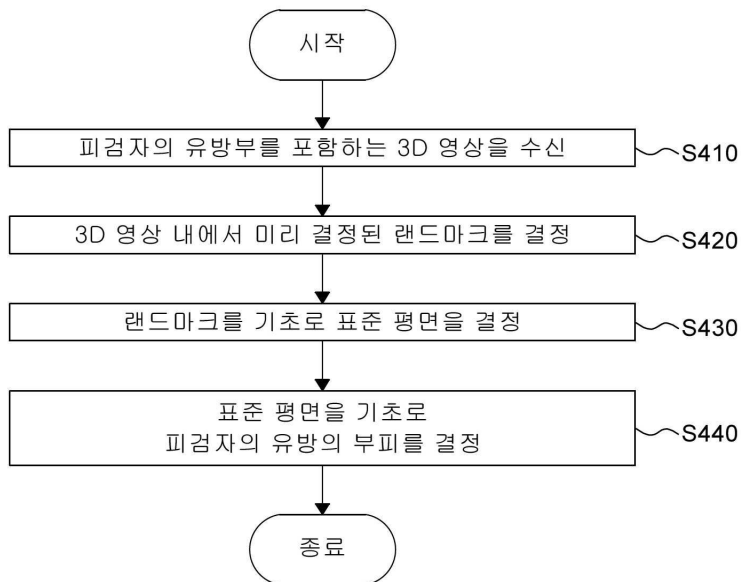 시작
피검자의 유방부를 포함하는 3D 영상을 수신
S410
3D 영상 내에서 미리 결정된 랜드마크를 결정
S420
랜드마크를 기초로 표준 평면을 결정
S430
표준 평면을 기초로
피검자의 유방의 부피를 결정
S440
종료